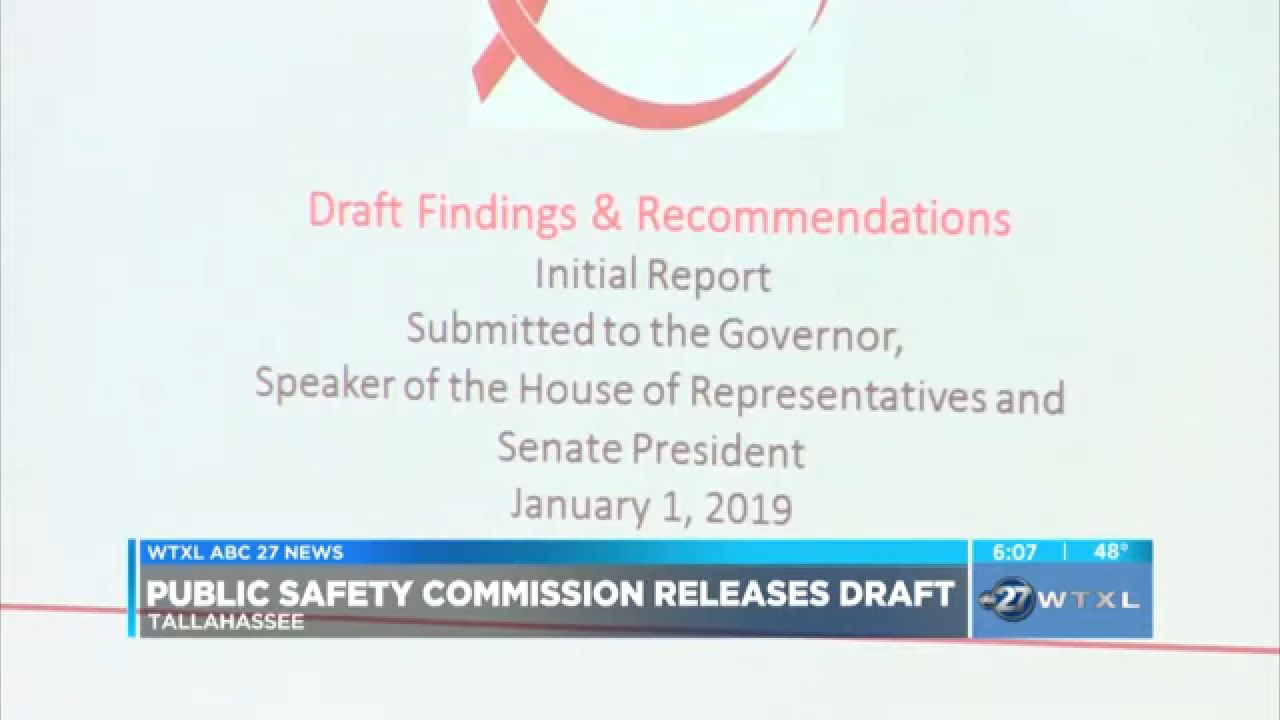 Draft Findings & Recommendations
Initial Report
Submitted to the Governor,
Speaker of the House of Representatives and
Senate President
January 1, 2019
WTXL ABC 27 NEWS
6:07 | 48°
PUBLIC SAFETY COMMISSION RELEASES DRAFT
TALLAHASSEE
abc 27 WTXL